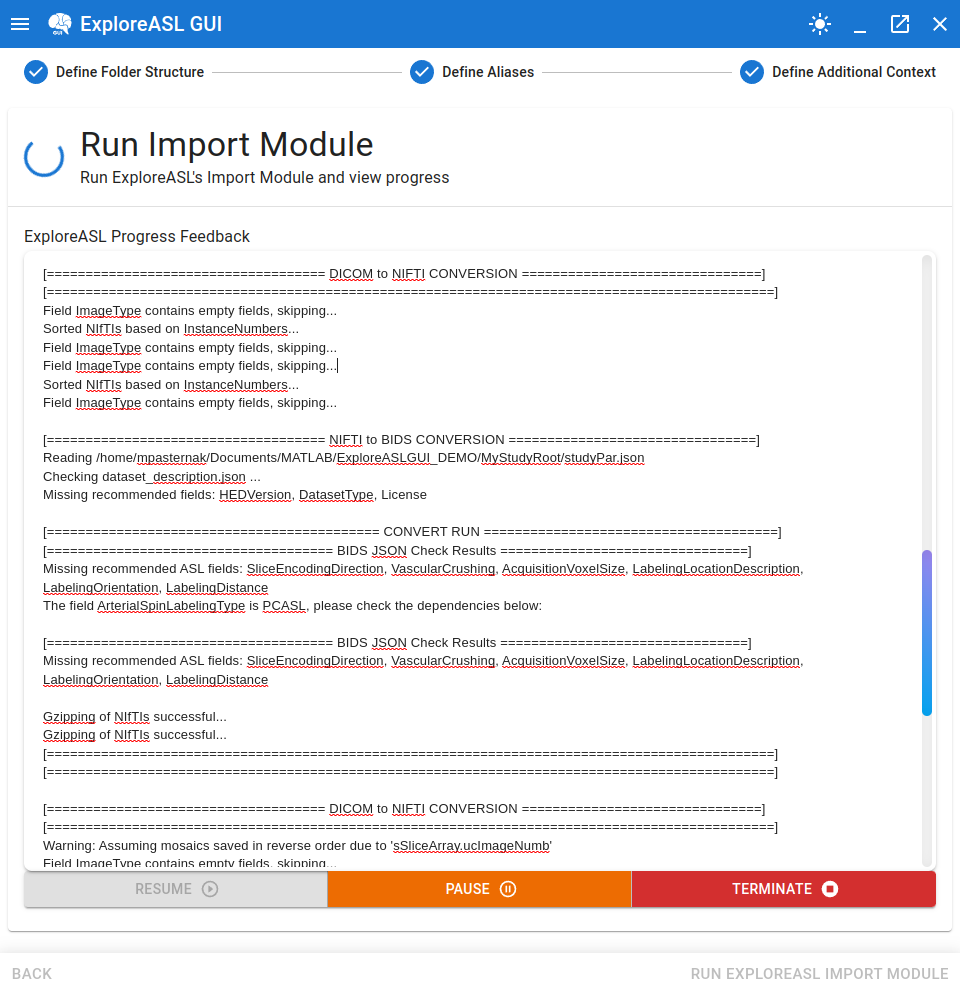 ExploreASL GUI
Define Folder Structure
Define Aliases
Define Additional Context
Run Import Module
Run ExploreASL's Import Module and view progress
ExploreASL Progress Feedback
[==================================== DICOM to NIFTI CONVERSION ===============================]
[==============================================================================================]
Field ImageType contains empty fields, skipping...
Sorted NIfTIs based on InstanceNumbers...
Field ImageType contains empty fields, skipping...
Field ImageType contains empty fields, skipping...
Sorted NIfTIs based on InstanceNumbers...
Field ImageType contains empty fields, skipping...
[==================================== NIFTI to BIDS CONVERSION ================================]
Reading /home/mpasternak/Documents/MATLAB/ExploreASLGUI_DEMO/MyStudyRoot/studyPar.json
Checking dataset_description.json ...
Missing recommended fields: HEDVersion, DatasetType, License
[=========================================== CONVERT RUN ======================================]
[===================================== BIDS JSON Check Results ================================]
Missing recommended ASL fields: SliceEncodingDirection, VascularCrushing, AcquisitionVoxelSize, LabelingLocationDescription,
LabelingOrientation, LabelingDistance
The field ArterialSpinLabelingType is PCASL, please check the dependencies below:
[===================================== BIDS JSON Check Results ================================]
Missing recommended ASL fields: SliceEncodingDirection, VascularCrushing, AcquisitionVoxelSize, LabelingLocationDescription,
LabelingOrientation, LabelingDistance
Gzipping of NIfTIs successful...
Gzipping of NIfTIs successful...
[==============================================================================================]
[==============================================================================================]
[==================================== DICOM to NIFTI CONVERSION ===============================]
[==============================================================================================]
Warning: Assuming mosaics saved in reverse order due to 'sSliceArray.ucImageNumb'
Field ImageType contains empty fields, skipping...
RESUME
PAUSE
TERMINATE
BACK
RUN EXPLOREASL IMPORT MODULE